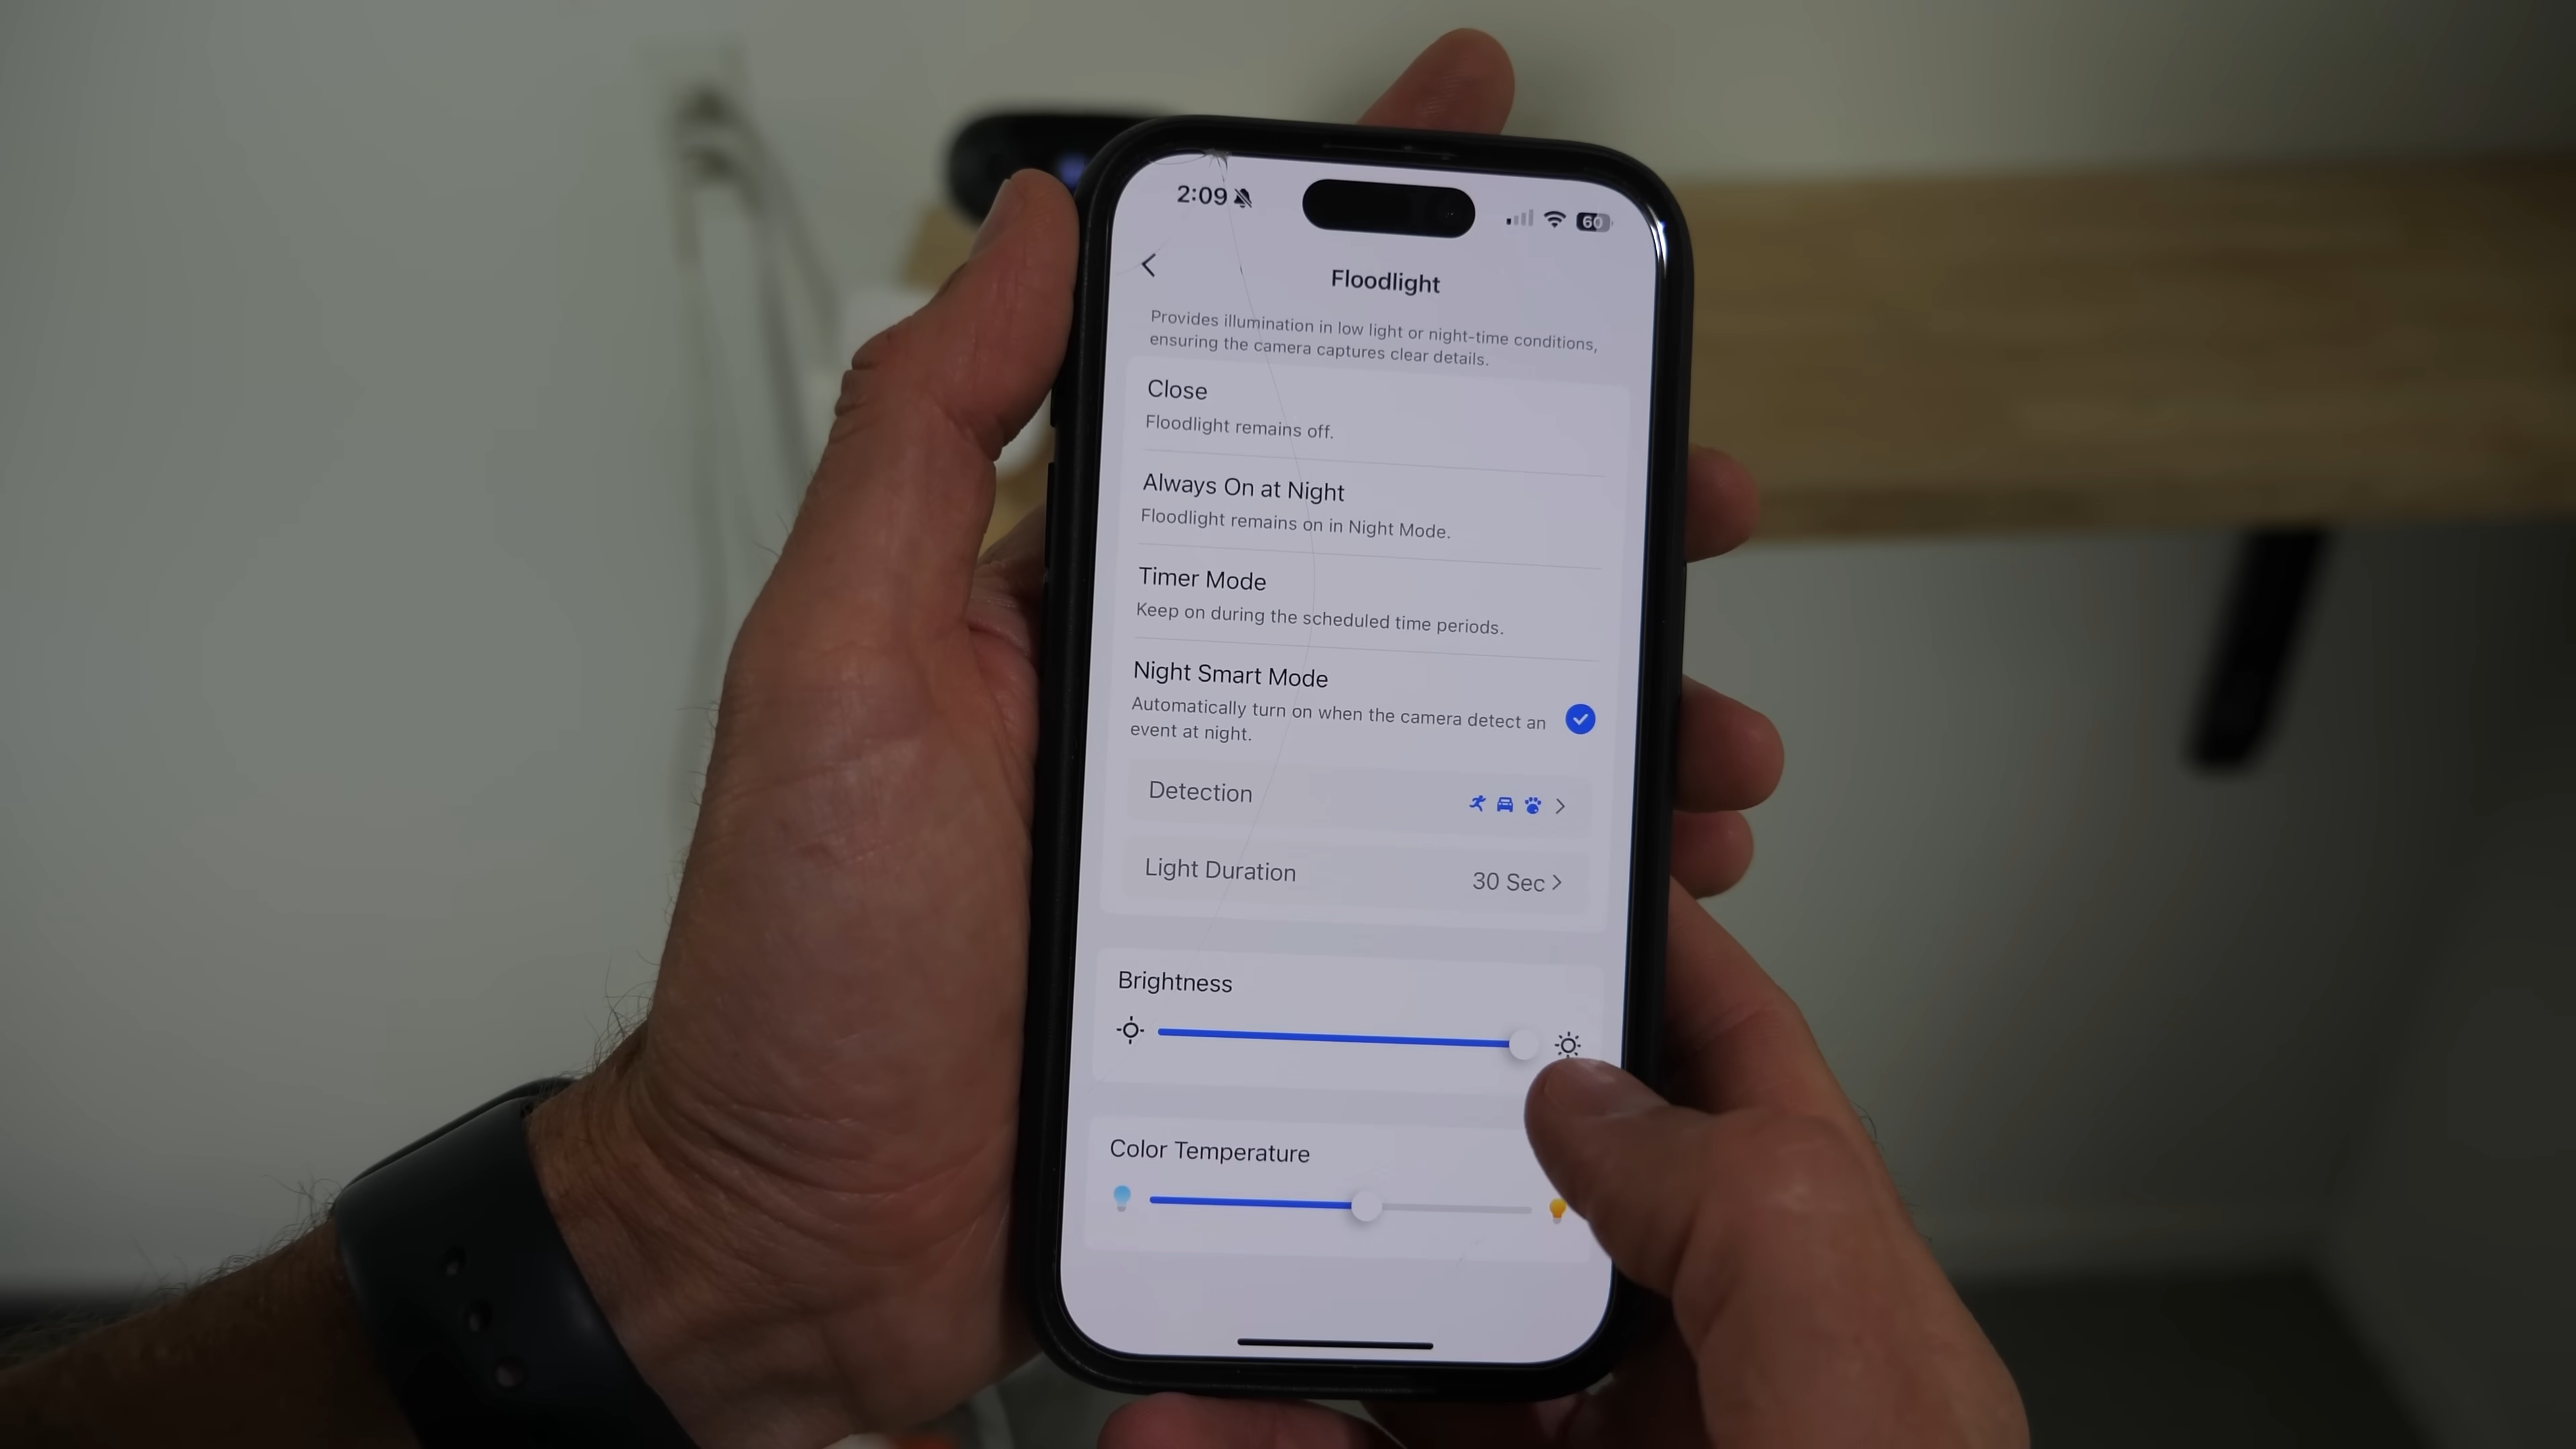 2:09
60
Floodlight
Provides illumination in low light or night-time conditions,
ensuring the camera captures clear details.
Close
Floodlight remains off.
Always On at Night
Floodlight remains on in Night Mode.
Timer Mode
Keep on during the scheduled time periods.
Night Smart Mode
Automatically turn on when the camera detect an
event at night.
Detection
Light Duration 30 Sec
Brightness
Color Temperature